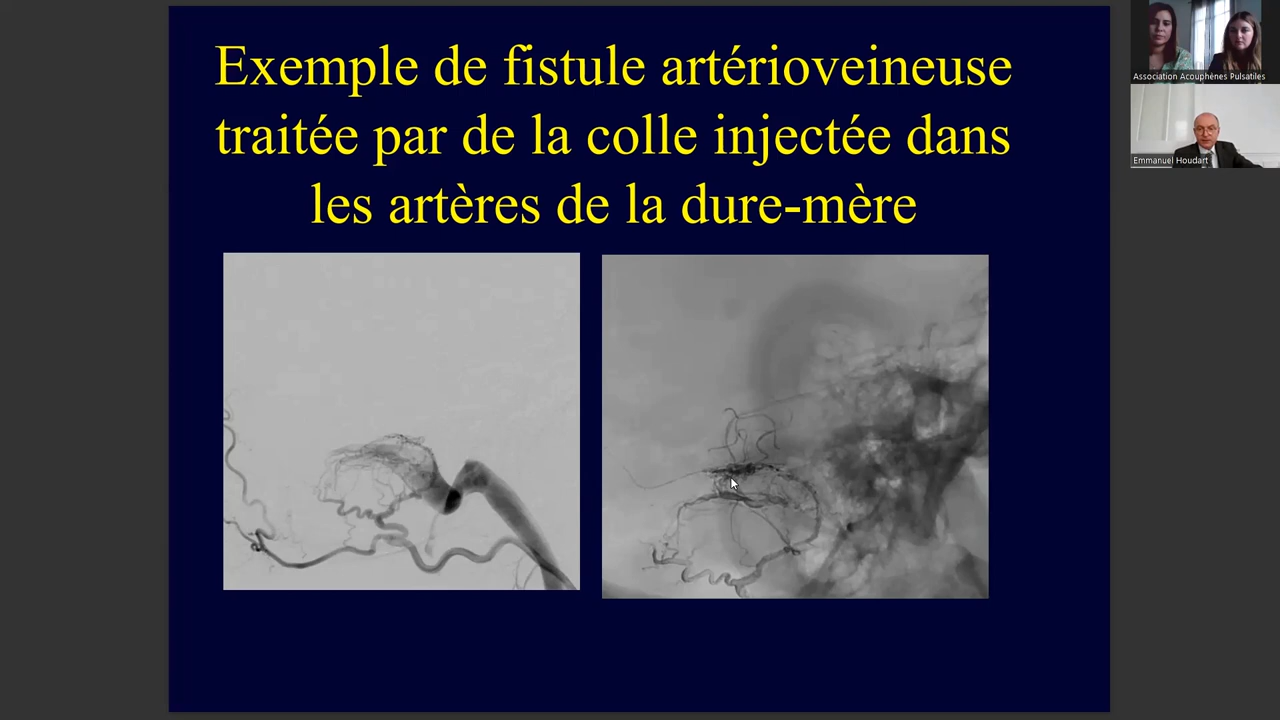 Exemple de fistule artérioveineuse
traitée par de la colle injectée dans
les artères de la dure-mère
Association Acouphènes Pulsatiles
Emmanuel Houdart